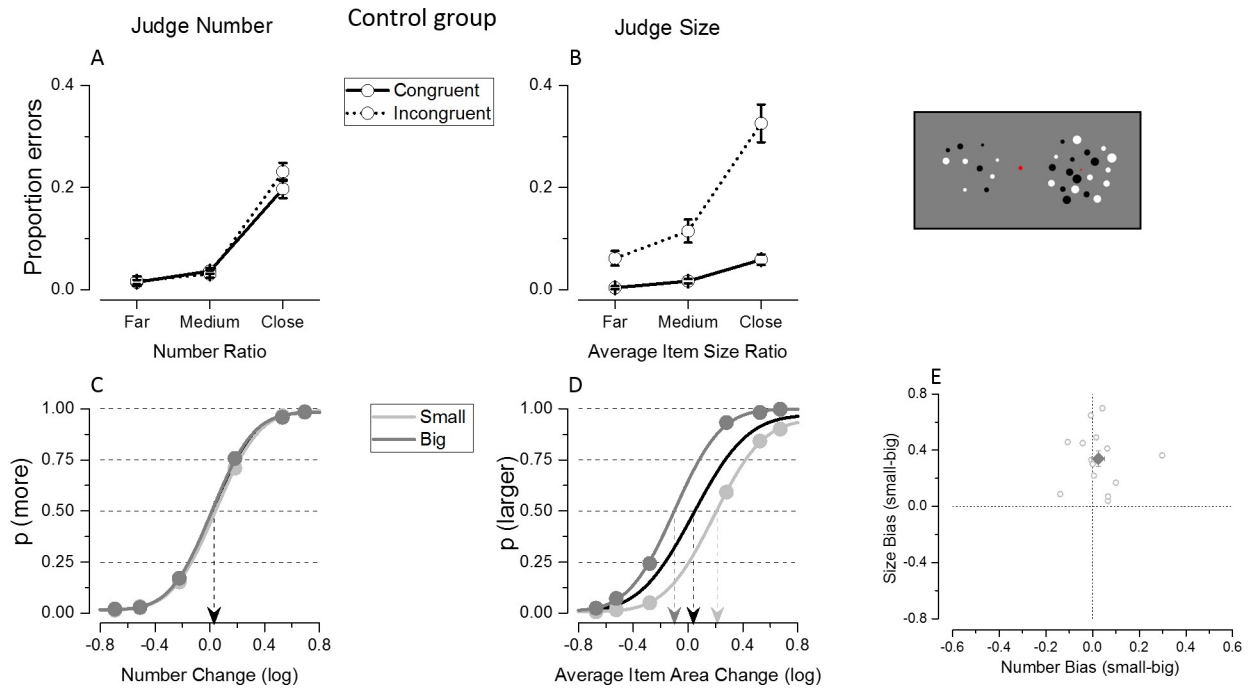 Control group
Judge Number
Judge Size
A
B
Proportion errors
0.4
0.2
0.0
Far Medium Close
Number Ratio
Congruent
Incongruent
0.4
0.2
0.0
Far Medium Close
Average Item Size Ratio
C
p (more)
1.00
0.75
0.50
0.25
0.00
-0.8 -0.4 0.0 0.4 0.8
Number Change (log)
Small
Big
D
p (larger)
1.00
0.75
0.50
0.25
0.00
-0.8 -0.4 0.0 0.4 0.8
Average Item Area Change (log)
E
Size Bias (small-big)
0.8
0.4
0.0
-0.4
-0.8
-0.6 -0.4 -0.2 0.0 0.2 0.4 0.6
Number Bias (small-big)